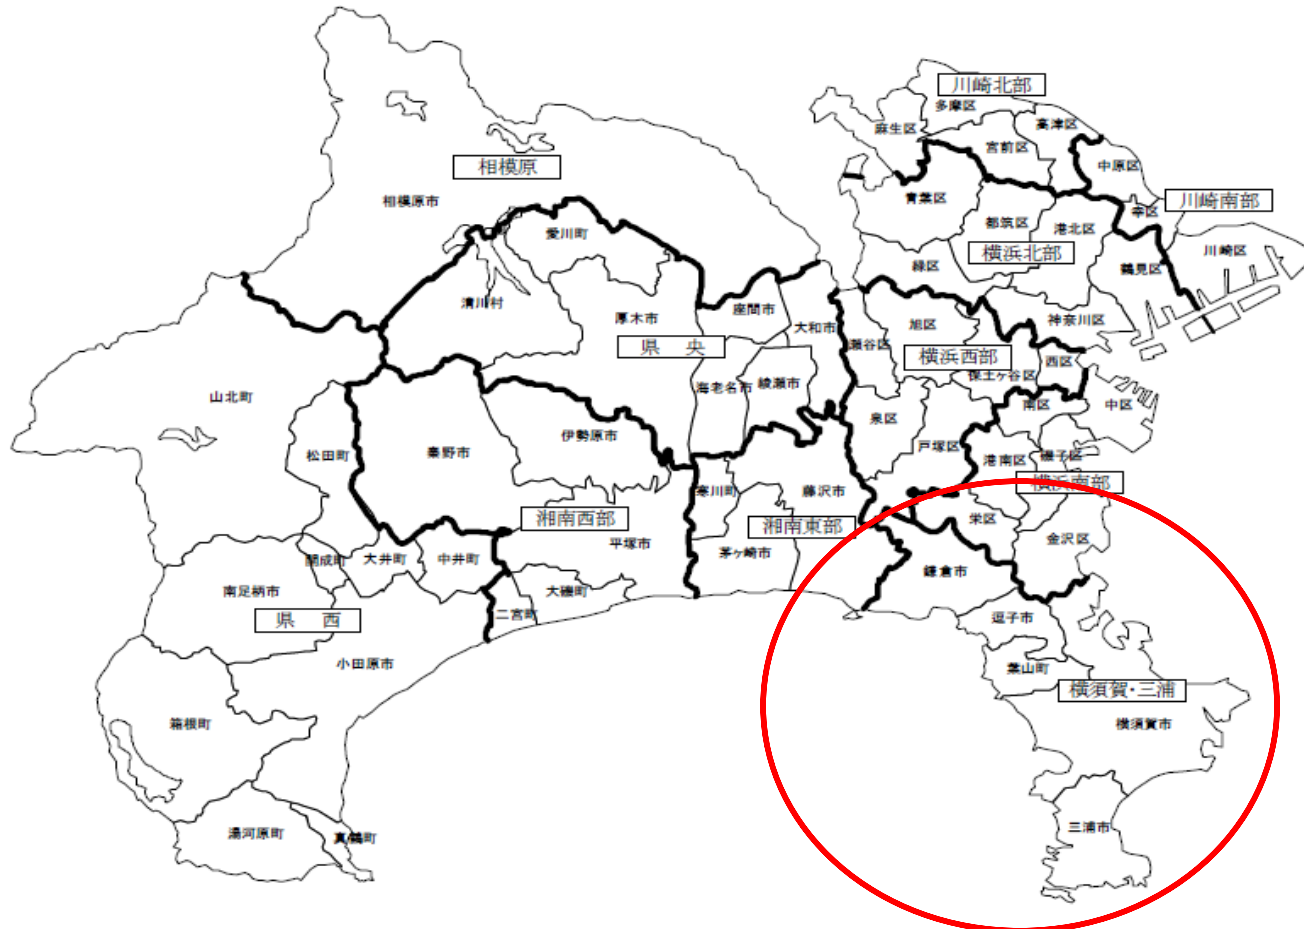 川崎北部
多摩区
麻生区
高津区
宮前区
中原区
相模原
相模原市
青葉区
川崎南部
幸区
都筑区
港北区
横浜北部
川崎区
愛川町
緑区
鶴見区
清川村
座間市
厚木市
大和市
旭区
神奈川区
県 央
瀬谷区
横浜西部
西区
保土ヶ谷区
海老名市
綾瀬市
山北町
南区
中区
泉区
伊勢原市
戸塚区
秦野市
松田町
港南区
磯子区
横浜南部
寒川町
藤沢市
湘南西部
湘南東部
栄区
平塚市
茅ヶ崎市
金沢区
開成町
大井町
中井町
鎌倉市
南足柄市
大磯町
二宮町
県 西
逗子市
小田原市
葉山町
横須賀・三浦
箱根町
横須賀市
三浦市
湯河原町
真鶴町